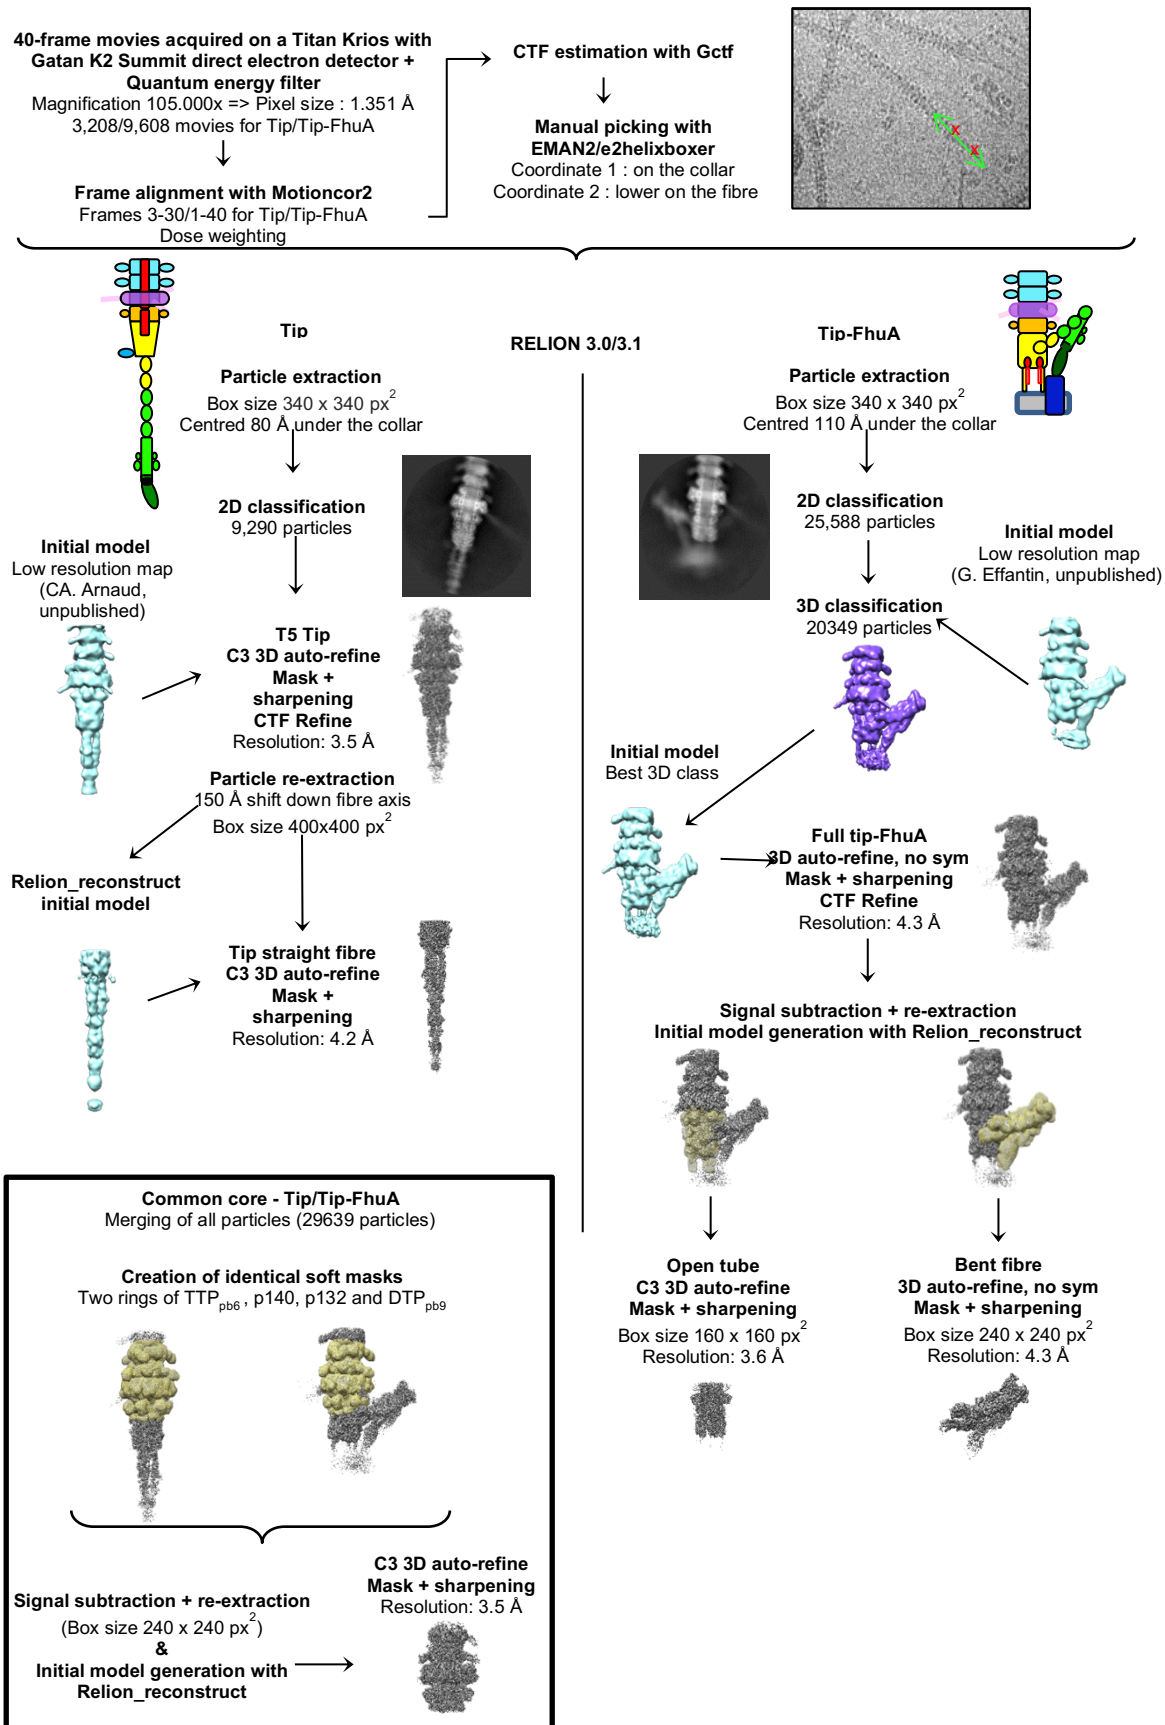 40-frame movies acquired on a Titan Krios with
Gatan K2 Summit direct electron detector +
Quantum energy filter
Magnification 105.000x => Pixel size : 1.351 Å
3,208/9,608 movies for Tip/Tip-FhuA
Frame alignment with Motioncor2
Frames 3-30/1-40 for Tip/Tip-FhuA
Dose weighting
CTF estimation with Gctf
Manual picking with
EMAN2/e2helixboxer
Coordinate 1 : on the collar
Coordinate 2 : lower on the fibre
x
x
RELION 3.0/3.1
Tip
Particle extraction
Box size 340 x 340 px²
Centred 80 Å under the collar
2D classification
9,290 particles
Initial model
Low resolution map
(CA. Arnaud,
unpublished)
T5 Tip
C3 3D auto-refine
Mask +
sharpening
CTF Refine
Resolution: 3.5 Å
Particle re-extraction
150 Å shift down fibre axis
Box size 400x400 px²
Relion_reconstruct
initial model
Tip straight fibre
C3 3D auto-refine
Mask +
sharpening
Resolution: 4.2 Å
Tip-FhuA
Particle extraction
Box size 340 x 340 px²
Centred 110 Å under the collar
2D classification
25,588 particles
Initial model
Low resolution map
(G. Effantin, unpublished)
3D classification
20349 particles
Initial model
Best 3D class
Full tip-FhuA
3D auto-refine, no sym
Mask + sharpening
CTF Refine
Resolution: 4.3 Å
Signal subtraction + re-extraction
Initial model generation with Relion_reconstruct
Open tube
C3 3D auto-refine
Mask + sharpening
Box size 160 x 160 px²
Resolution: 3.6 Å
Bent fibre
3D auto-refine, no sym
Mask + sharpening
Box size 240 x 240 px²
Resolution: 4.3 Å
Common core - Tip/Tip-FhuA
Merging of all particles (29639 particles)
Creation of identical soft masks
Two rings of TTPpb6 , p140, p132 and DTPpb9
Signal subtraction + re-extraction
(Box size 240 x 240 px²)
&
Initial model generation with
Relion_reconstruct
C3 3D auto-refine
Mask + sharpening
Resolution: 3.5 Å